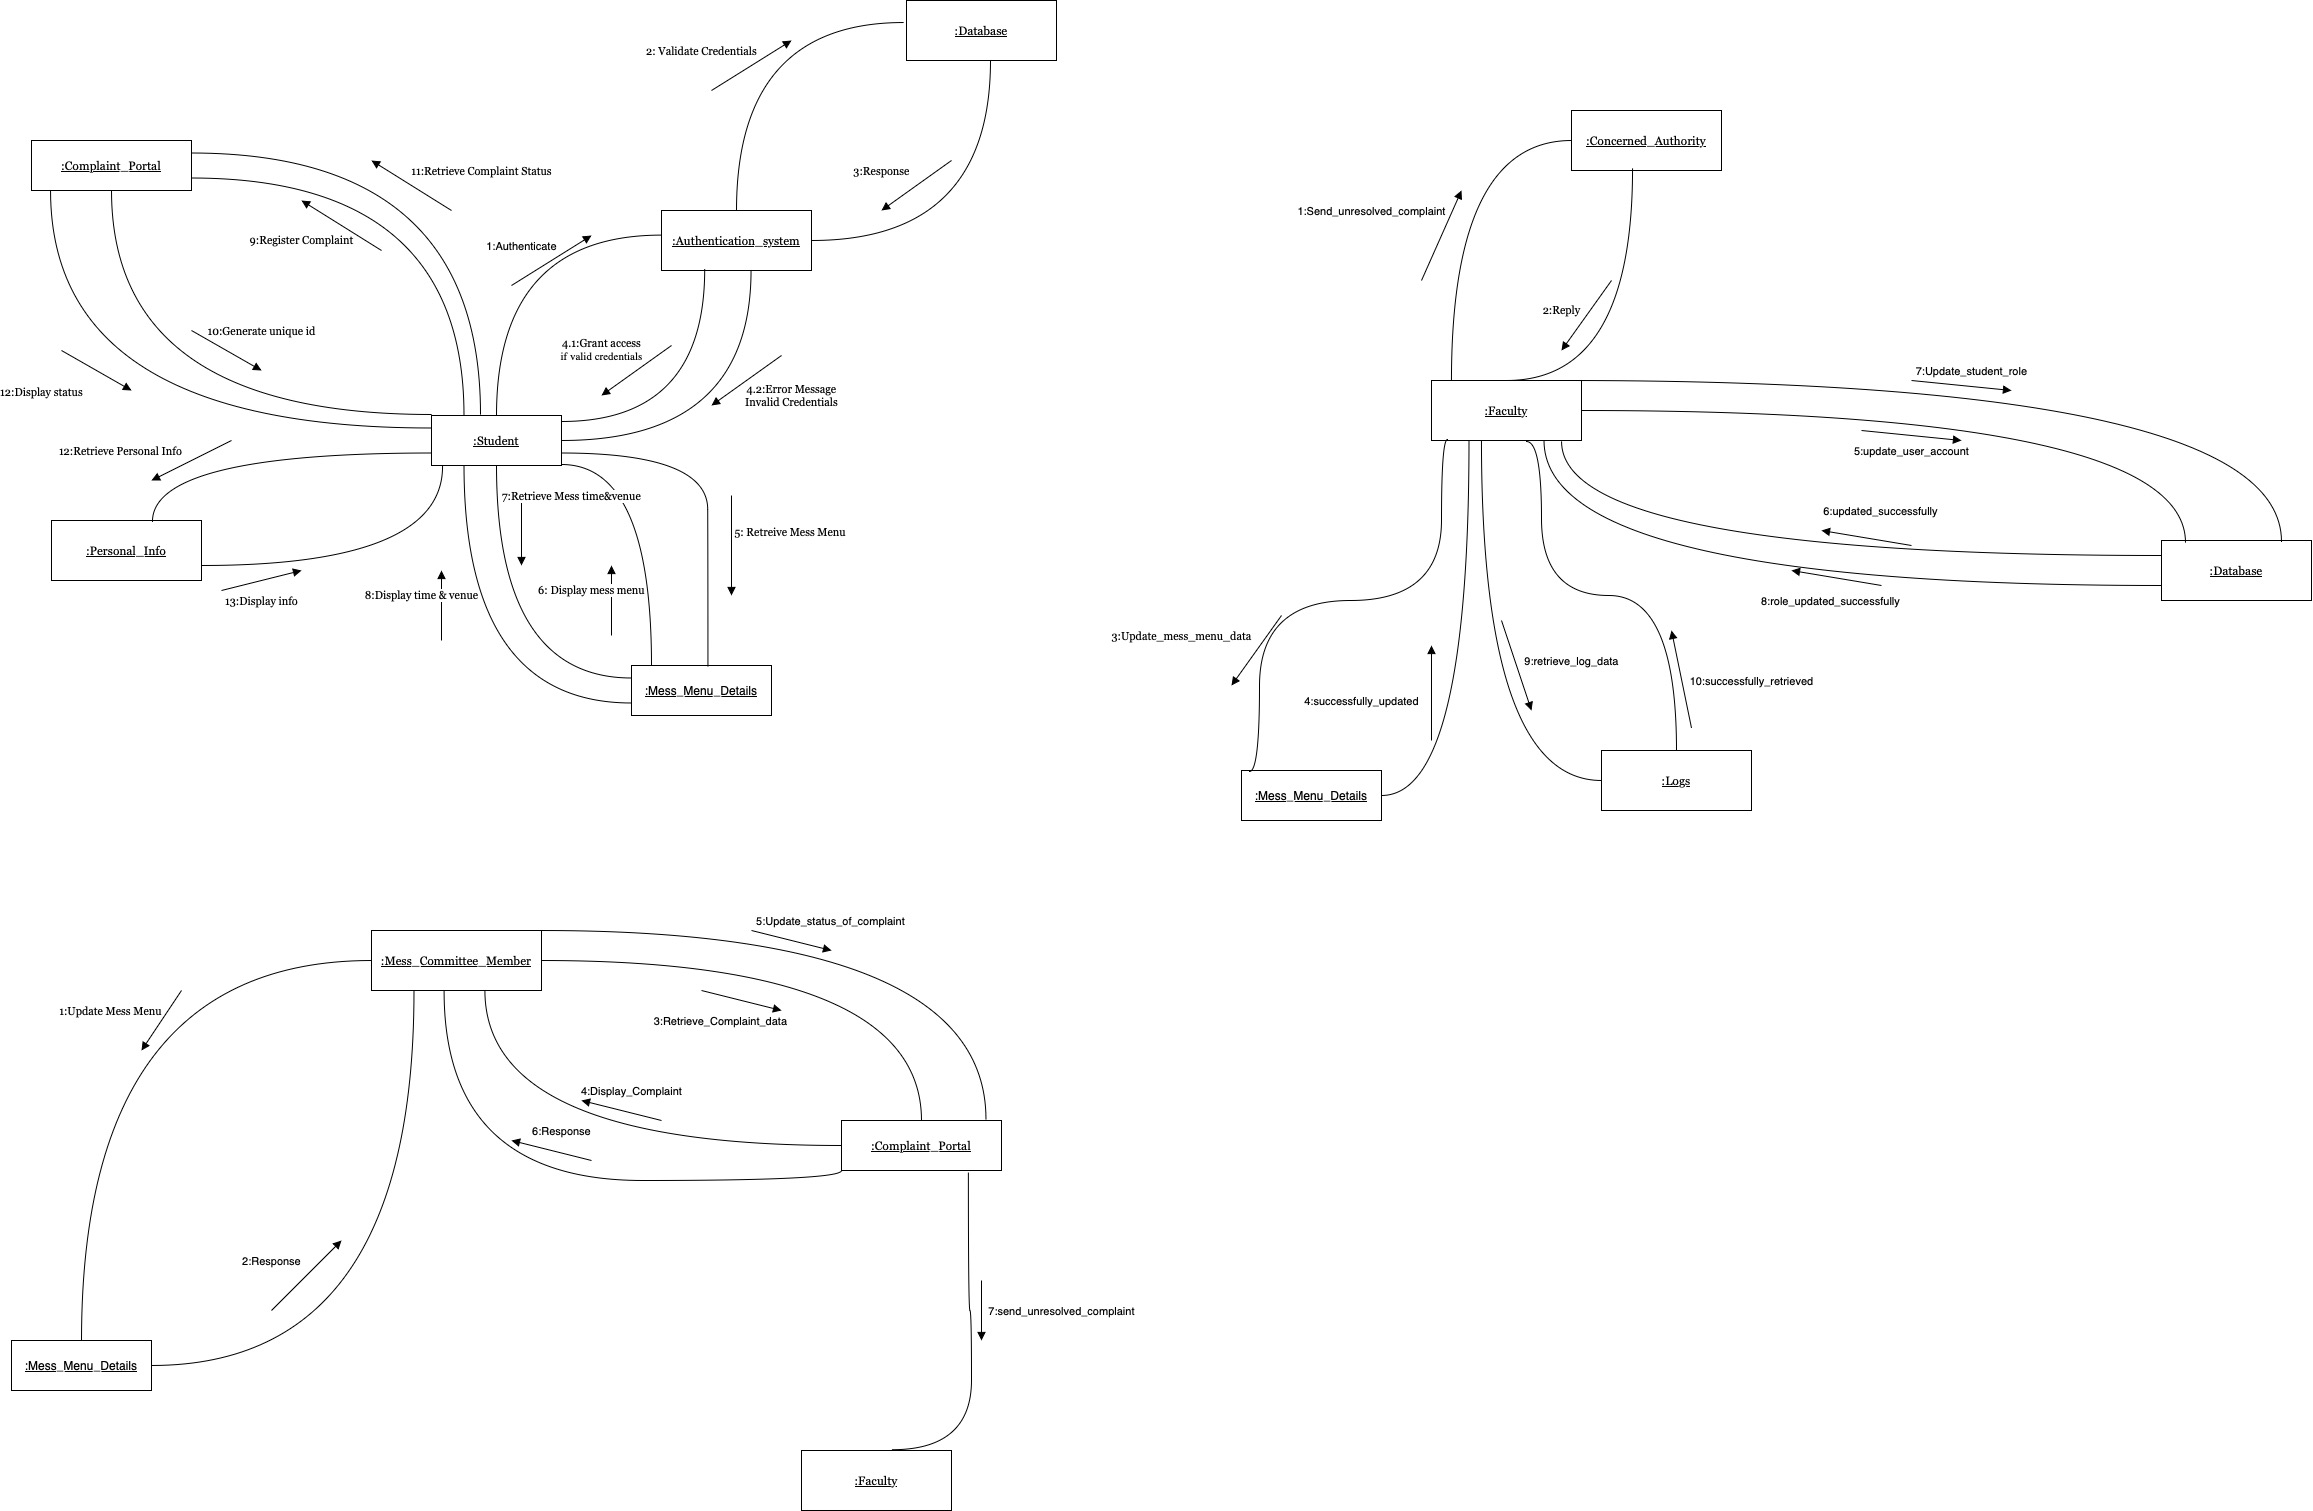 :Database
2: Validate Credentials
:Complaint_Portal
11:Retrieve Complaint Status
3:Response
9:Register Complaint
1:Authenticate
:Authentication_system
10:Generate unique id
4.1:Grant access
if valid credentials
12:Display status
4.2:Error Message
Invalid Credentials
:Student
12:Retrieve Personal Info
7:Retrieve Mess time&venue
5: Retreive Mess Menu
:Personal_Info
8:Display time & venue
6: Display mess menu
13:Display info
:Mess_Menu_Details
:Concerned_Authority
1:Send_unresolved_complaint
2:Reply
7:Update_student_role
:Faculty
5:update_user_account
6:updated_successfully
:Database
8:role_updated_successfully
3:Update_mess_menu_data
9:retrieve_log_data
10:successfully_retrieved
4:successfully_updated
:Logs
:Mess_Menu_Details
5:Update_status_of_complaint
:Mess_Committee_Member
1:Update Mess Menu
3:Retrieve_Complaint_data
4:Display_Complaint
6:Response
:Complaint_Portal
2:Response
7:send_unresolved_complaint
:Mess_Menu_Details
:Faculty